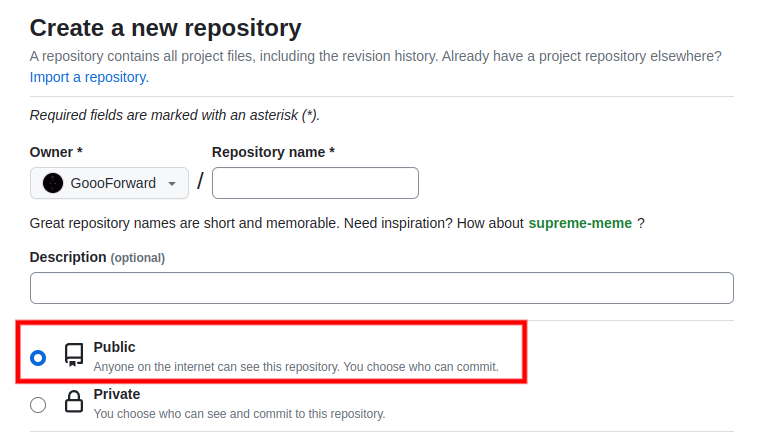 Create a new repository
A repository contains all project files, including the revision history. Already have a project repository elsewhere?
Import a repository.
Required fields are marked with an asterisk (*).
Owner * Repository name *
GoooForward /
Great repository names are short and memorable. Need inspiration? How about supreme-meme ?
Description (optional)
Public
Anyone on the internet can see this repository. You choose who can commit.
Private
You choose who can see and commit to this repository.